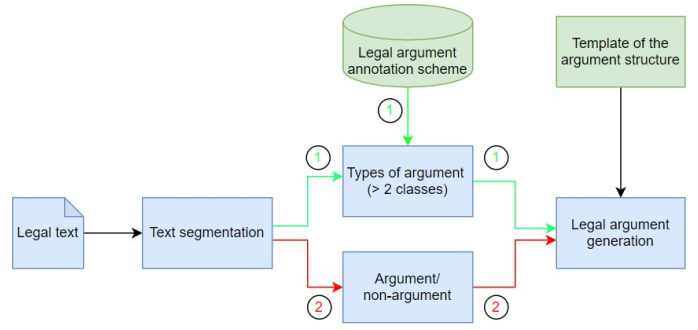 Legal argument
annotation scheme
Template of the
argument structure
1
1
1
Types of argument
(> 2 classes)
Legal text
Text segmentation
Legal argument
generation
Argument/
non-argument
2
2